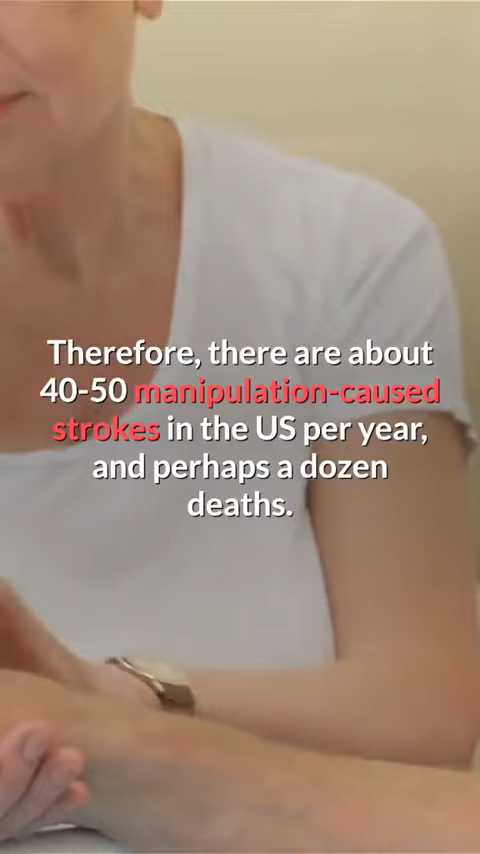 Therefore, there are about
40-50 manipulation-caused
strokes in the US per year,
and perhaps a dozen
deaths.